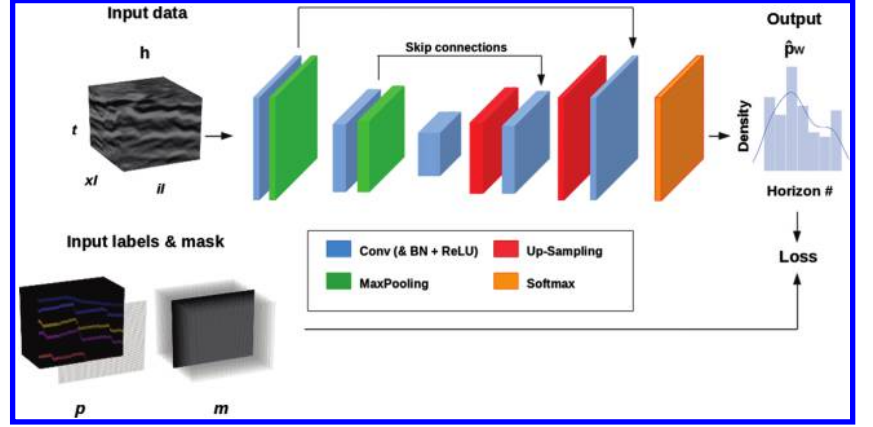 Input data
Output
h
p̂w
Skip connections
t
xl
il
Density
Horizon #
Input labels & mask
Conv (& BN + ReLU)
Up-Sampling
MaxPooling
Softmax
Loss
p
m